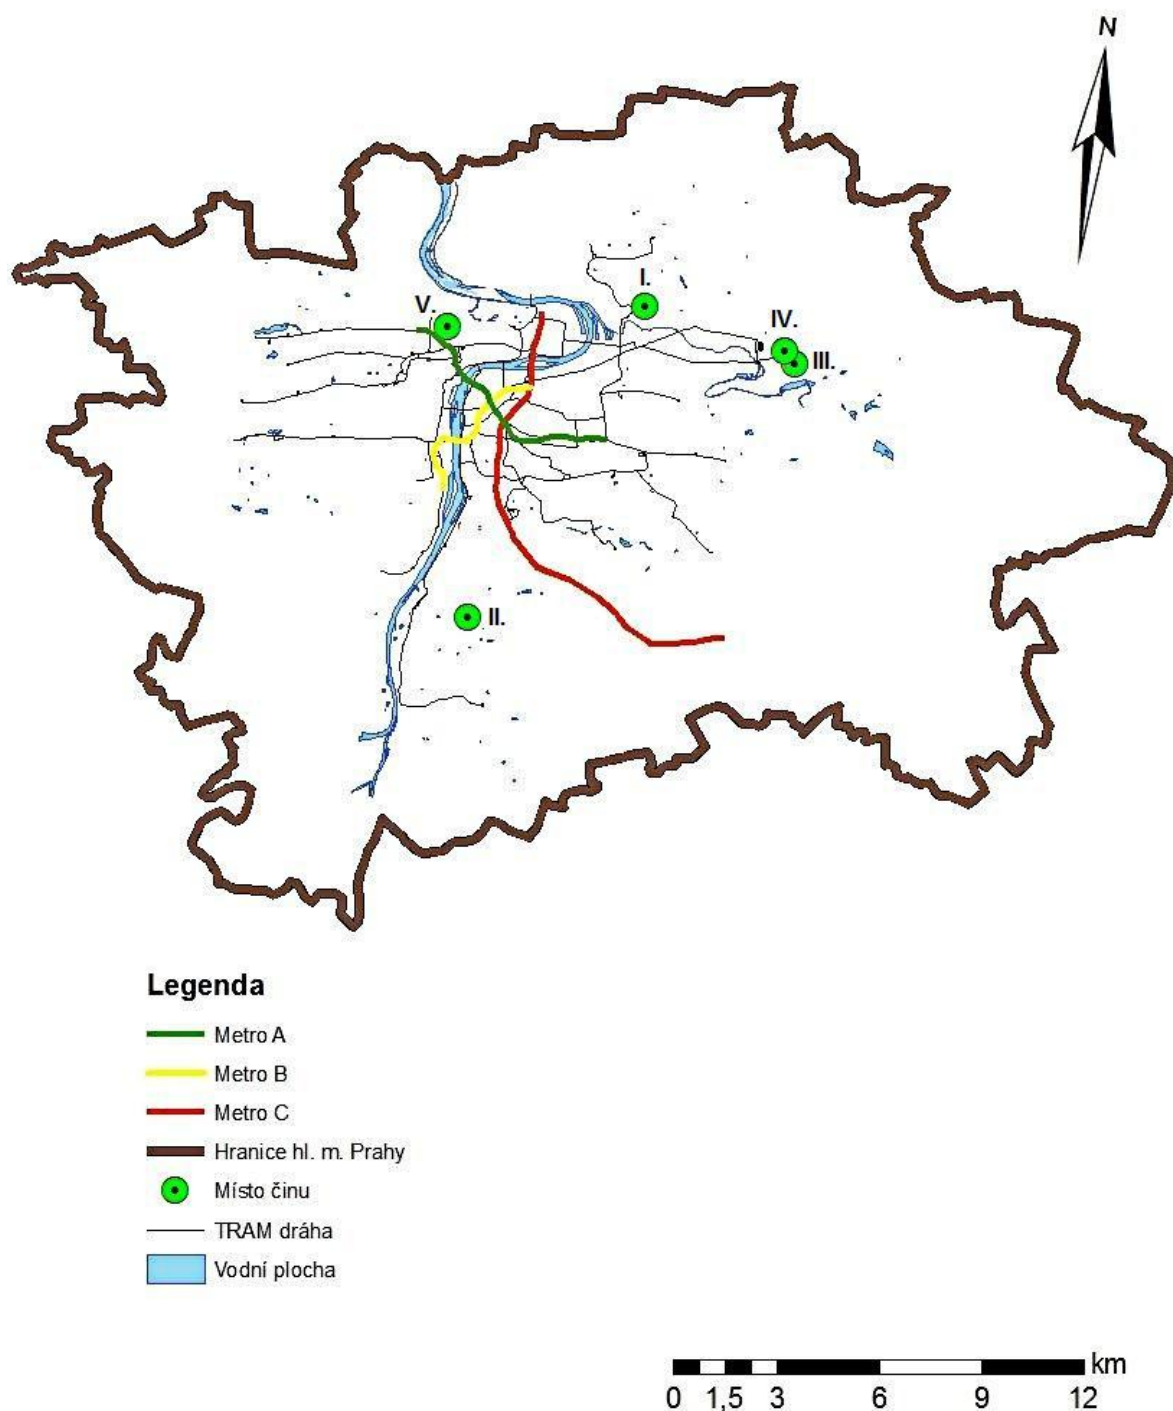 N
I.
V.
IV.
III.
II.
Legenda
Metro A
Metro B
Metro C
Hranice hl. m. Prahy
Místo činu
TRAM dráha
Vodní plocha
km
0 1,5 3 6 9 12